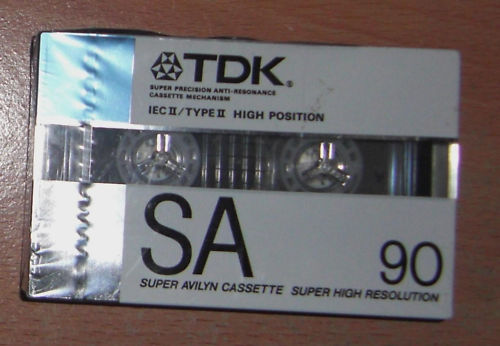 TDK®
SUPER PRECISION ANTI-RESONANCE
CASSETTE MECHANISM
IECII/TYPEII HIGH POSITION
SA 90
SUPER AVILYN CASSETTE SUPER HIGH RESOLUTION